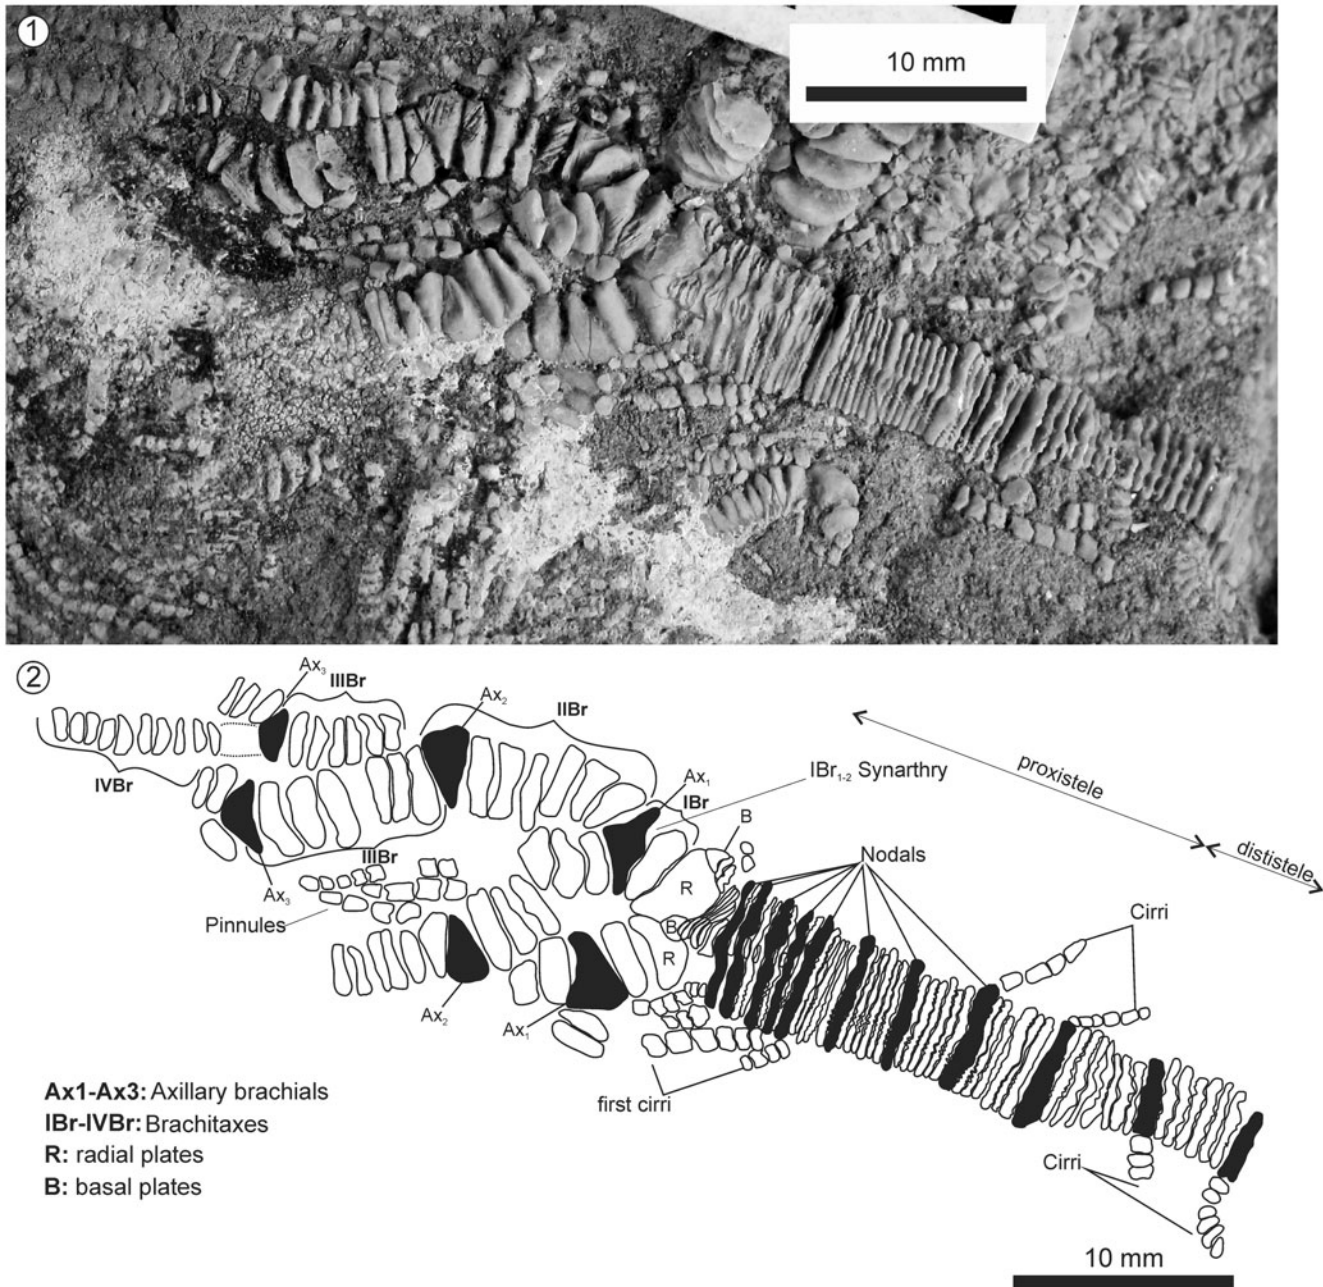 1
10 mm
2
Ax3
IIIBr
Ax2
IIBr
proxistele
dististele
IVBr
Ax1
IBr
IBr1-2 Synarthry
B
Nodals
R
Cirri
IIIBr
Ax3
Pinnules
B
R
Ax2
Ax1
first cirri
Cirri
Ax1-Ax3: Axillary brachials
IBr-IVBr: Brachitaxes
R: radial plates
B: basal plates
10 mm